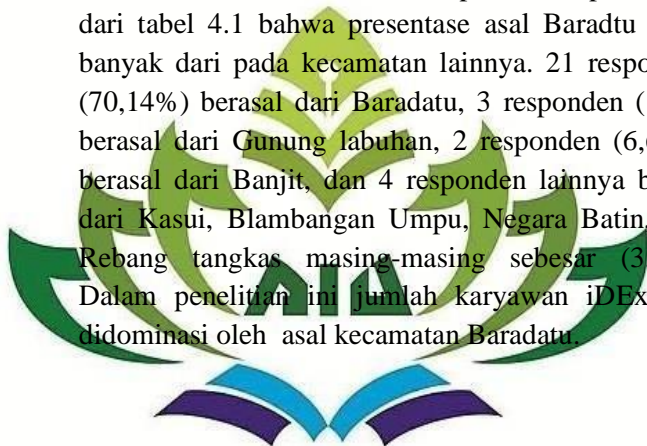 dari tabel 4.1 bahwa presentase asal Baradtu
banyak dari pada kecamatan lainnya. 21 respo
(70,14%) berasal dari Baradatu, 3 responden (
berasal dari Gunung labuhan, 2 responden (6,
berasal dari Banjit, dan 4 responden lainnya b
dari Kasui, Blambangan Umpu, Negara Batin,
Rebang tangkas masing-masing sebesar (3
Dalam penelitian ini jumlah karyawan iDEx
didominasi oleh asal kecamatan Baradatu.